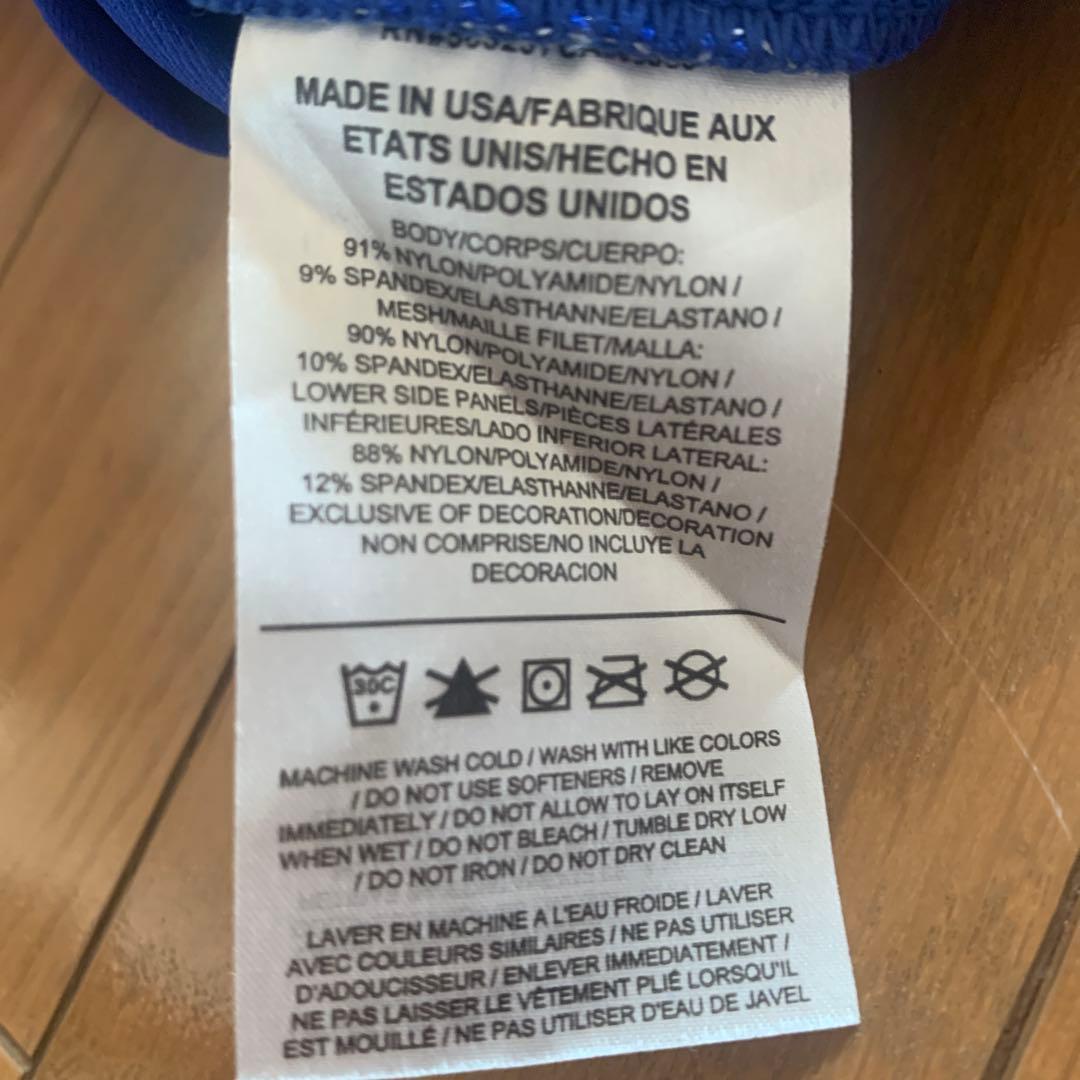 MADE IN USA/FABRIQUE AUX
ETATS UNIS/HECHO EN
ESTADOS UNIDOS
BODY/CORPS/CUERPO:
91% NYLON/POLYAMIDE/NYLON /
9% SPANDEX/ELASTHANNE/ELASTANO /
MESH/MAILLE FILET/MALLA:
90% NYLON/POLYAMIDE/NYLON /
10% SPANDEX/ELASTHANNE/ELASTANO /
LOWER SIDE PANELS/PIÈCES LATÉRALES
INFÉRIEURES/LADO INFERIOR LATERAL:
88% NYLON/POLYAMIDE/NYLON /
12% SPANDEX/ELASTHANNE/ELASTANO /
EXCLUSIVE OF DECORATION/DECORATION
NON COMPRISE/NO INCLUYE LA
DECORACION
30C
MACHINE WASH COLD / WASH WITH LIKE COLORS
/ DO NOT USE SOFTENERS / REMOVE
IMMEDIATELY / DO NOT ALLOW TO LAY ON ITSELF
WHEN WET / DO NOT BLEACH / TUMBLE DRY LOW
/ DO NOT IRON / DO NOT DRY CLEAN
LAVER EN MACHINE A L'EAU FROIDE / LAVER
AVEC COULEURS SIMILAIRES / NE PAS UTILISER
D'ADOUCISSEUR / ENLEVER IMMEDIATEMENT /
NE PAS LAISSER LE VÊTEMENT PLIÉ LORSQU'IL
EST MOUILLÉ / NE PAS UTILISER D'EAU DE JAVEL